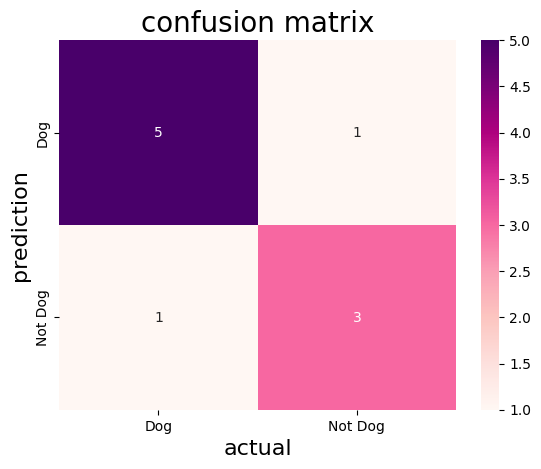 confusion matrix
prediction
Dog
5
1
Not Dog
1
3
Dog
Not Dog
actual
5.0
4.5
4.0
3.5
3.0
2.5
2.0
1.5
1.0